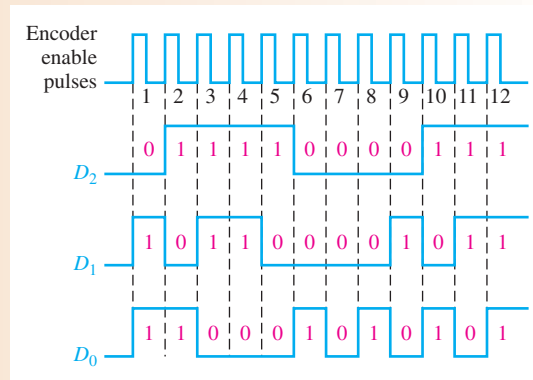 Encoder
enable
pulses
1 2 3 4 5 6 7 8 9 10 11 12
0 1 1 1 1 0 0 0 0 1 1 1
D2
1 0 1 1 0 0 0 0 1 0 1 1
D1
1 1 0 0 0 1 0 1 0 1 0 1
D0